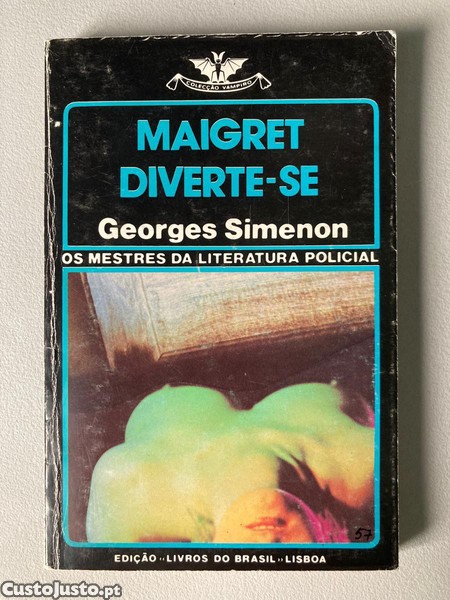 COLECÇÃO VAMPIRO
MAIGRET
DIVERTE-SE
Georges Simenon
OS MESTRES DA LITERATURA POLICIAL
57
EDIÇÃO "LIVROS DO BRASIL" LISBOA
CustoJusto.pt